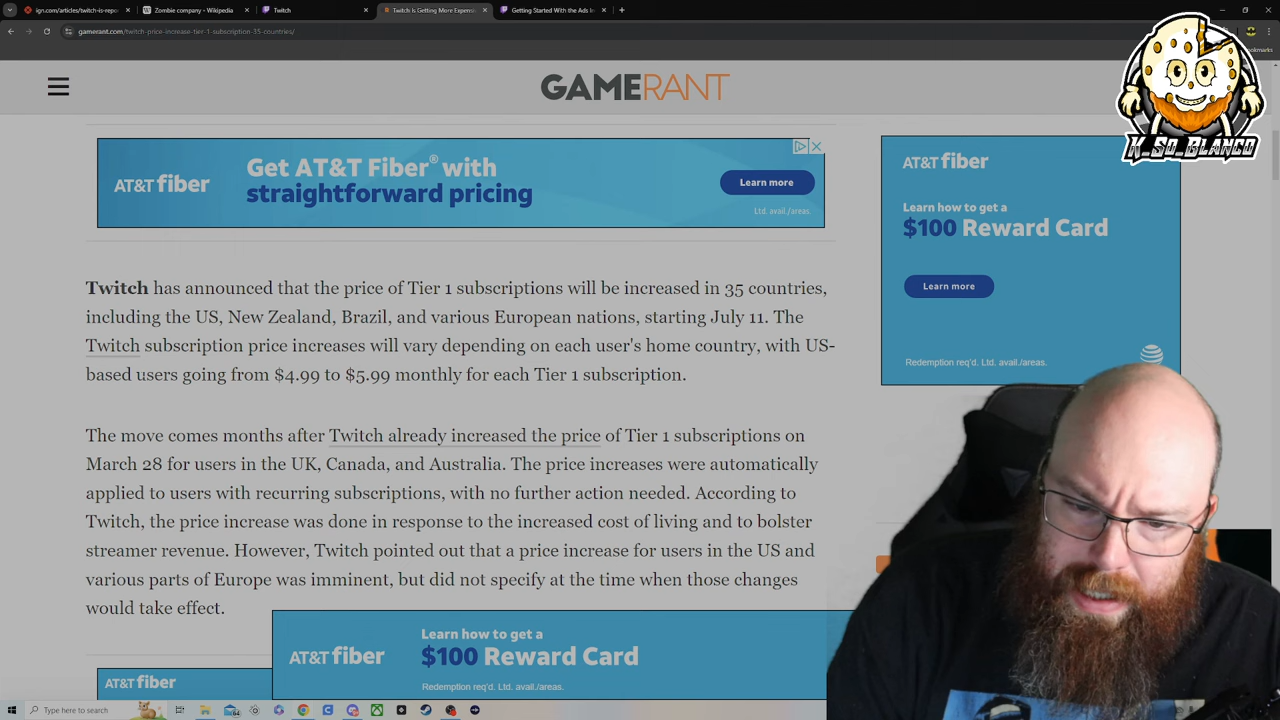 ign.com/articles/twitch-is-repo
Zombie company - Wikipedia
Twitch
Twitch Is Getting More Expensi
Getting Started With the Ads In
gamerant.com/twitch-price-increase-tier-1-subscription-35-countries/
GAMERANT
K_So_Blanco
AT&T fiber
Get AT&T Fiber® with
straightforward pricing
Learn more
Ltd. avail./areas.
AT&T fiber
Learn how to get a
$100 Reward Card
Learn more
Redemption req'd. Ltd. avail./areas.
Twitch has announced that the price of Tier 1 subscriptions will be increased in 35 countries,
including the US, New Zealand, Brazil, and various European nations, starting July 11. The
Twitch subscription price increases will vary depending on each user's home country, with US-
based users going from $4.99 to $5.99 monthly for each Tier 1 subscription.
The move comes months after Twitch already increased the price of Tier 1 subscriptions on
March 28 for users in the UK, Canada, and Australia. The price increases were automatically
applied to users with recurring subscriptions, with no further action needed. According to
Twitch, the price increase was done in response to the increased cost of living and to bolster
streamer revenue. However, Twitch pointed out that a price increase for users in the US and
various parts of Europe was imminent, but did not specify at the time when those changes
would take effect.
AT&T fiber
Learn how to get a
$100 Reward Card
Redemption req'd. Ltd. avail./areas.
AT&T fiber
Type here to search